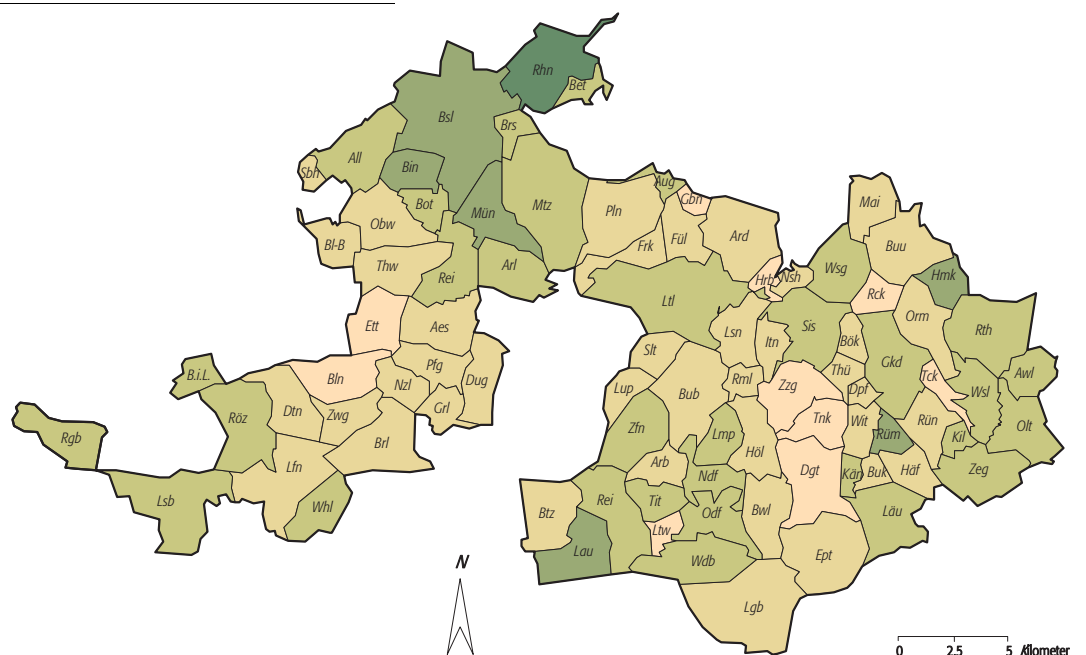 Rhn
Bet
Bsl
Brs
All
Bin
Sbh
Aug
Gbn
Bot
Mün
Mtz
Pln
Mai
Obw
Bl-B
Frk
Fül
Ard
Buu
Thw
Rei
Arl
Hrb
Nsh
Wsg
Hmk
Ltl
Rck
Ett
Aes
Lsn
Itn
Sis
Bök
Orm
Rth
Slt
Pfg
B.i.L.
Bln
Nzl
Dug
Lup
Bub
Rml
Zzg
Thü
Dpf
Gkd
Tck
Wsl
Awl
Röz
Dtn
Zwg
Grl
Tnk
Wit
Rün
Rgb
Brl
Zfn
Lmp
Höl
Rüm
Kil
Olt
Lfn
Arb
Ndf
Dgt
Kän
Buk
Häf
Zeg
Lsb
Whl
Btz
Rei
Tit
Odf
Bwl
Läu
Lau
Ltw
Wdb
Ept
N
Lgb
0 2.5 5 Kilometer